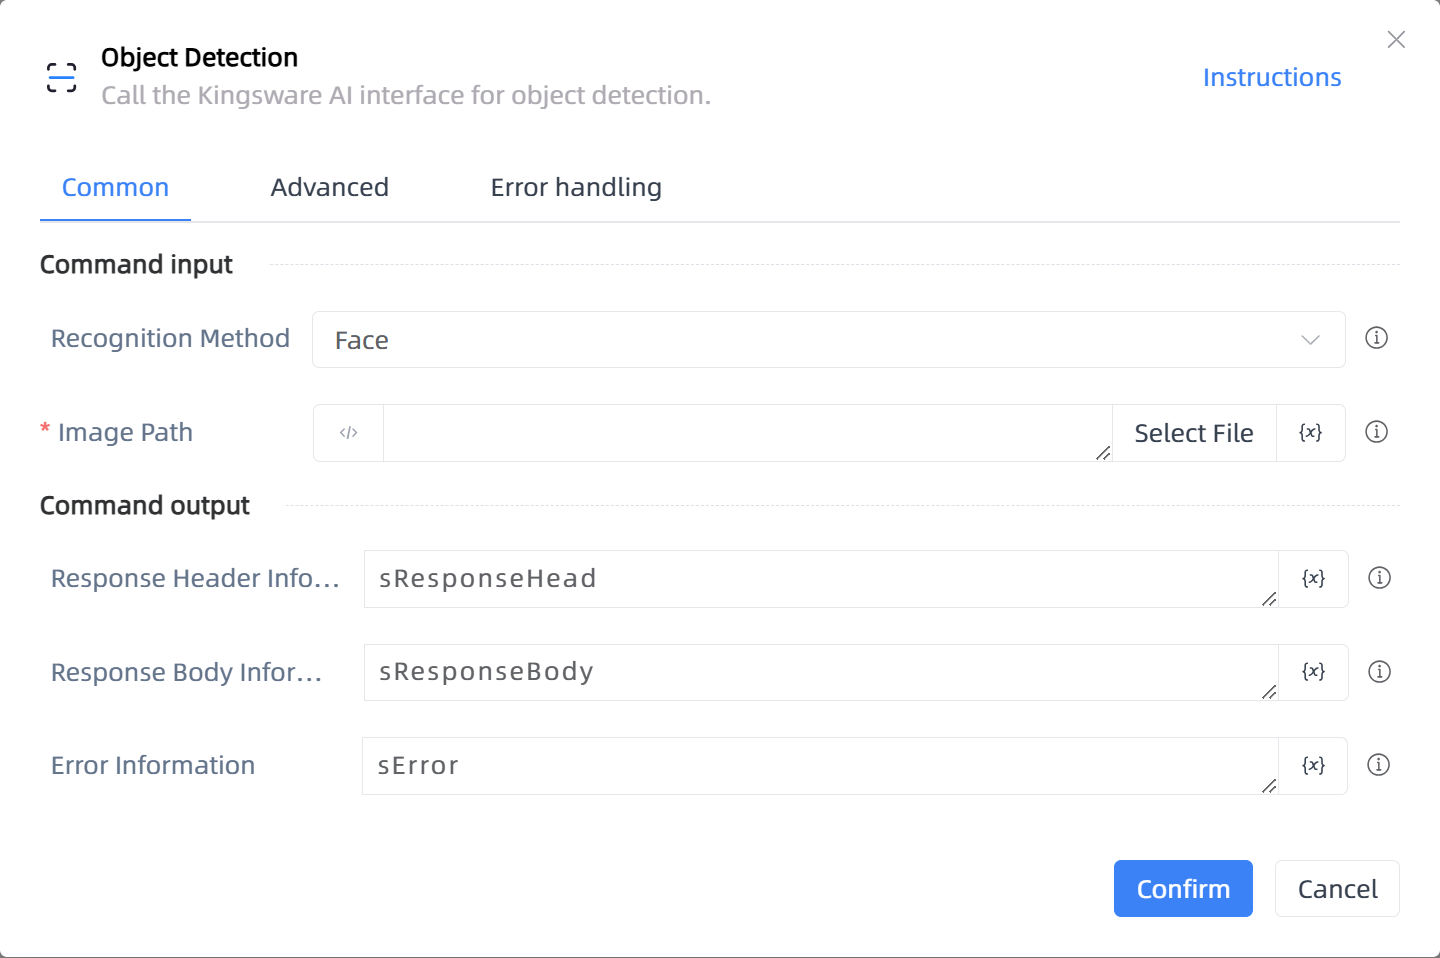 Object Detection
Call the Kingsware AI interface for object detection.
Instructions
Common Advanced Error handling
Command input
Recognition Method Face
* Image Path </> Select File {x}
Command output
Response Header Info... sResponseHead {x}
Response Body Infor... sResponseBody {x}
Error Information sError {x}
Confirm Cancel